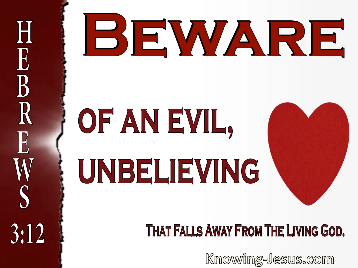 HEBREWS
3:12
BEWARE
OF AN EVIL,
UNBELIEVING
THAT FALLS AWAY FROM THE LIVING GOD.
Knowing-Jesus.com